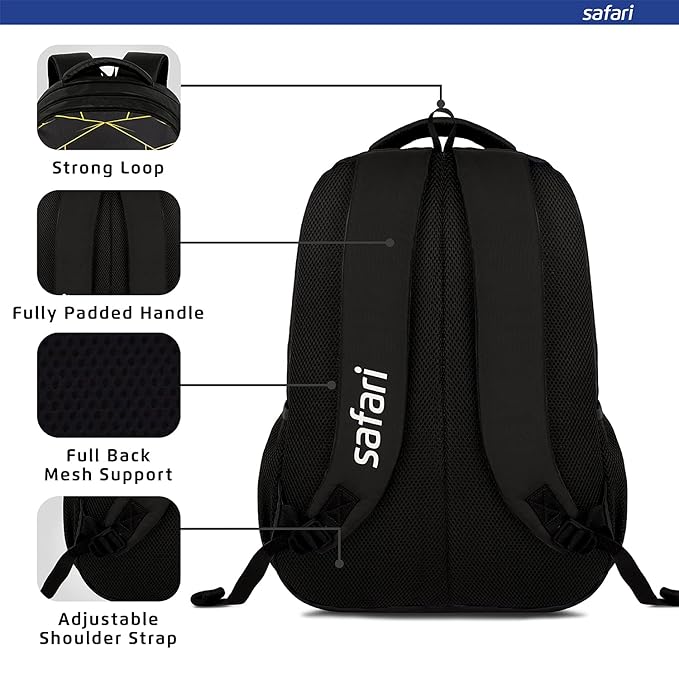 safari
Strong Loop
Fully Padded Handle
safari
Full Back
Mesh Support
Adjustable
Shoulder Strap